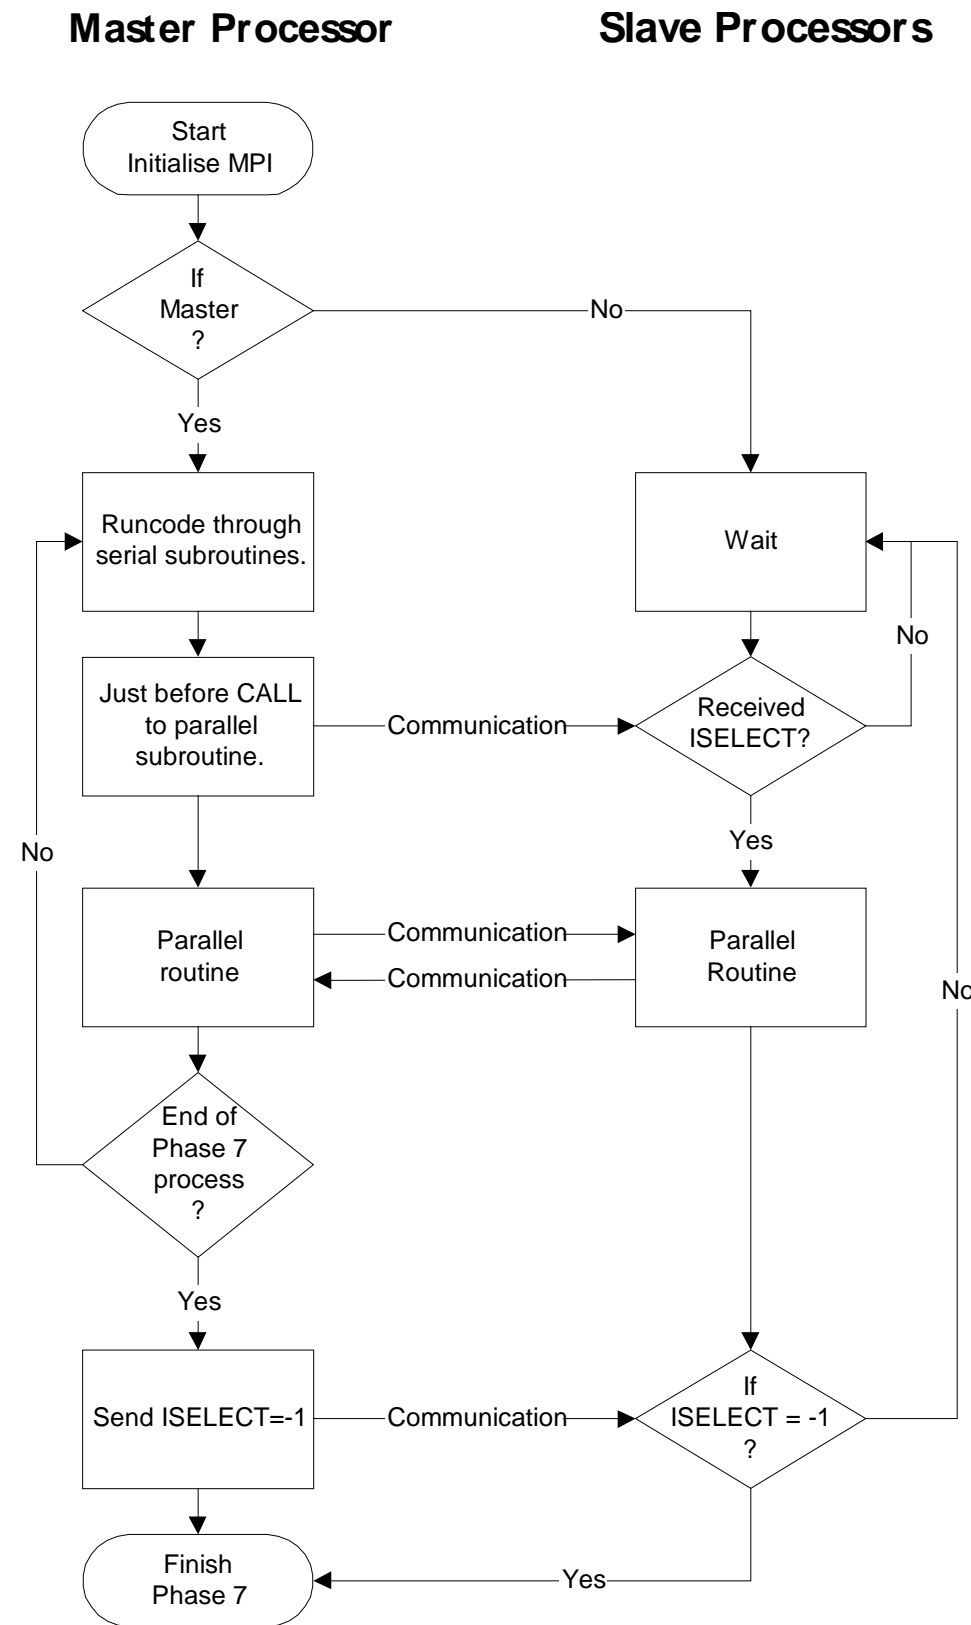 Master Processor
Slave Processors
Start
Initialise MPI
If
Master
?
No
Yes
Runcode through
serial subroutines.
Wait
No
Just before CALL
to parallel
subroutine.
Communication
Received
ISELECT?
No
Yes
Parallel
routine
Communication
Communication
Parallel
Routine
No
End of
Phase 7
process
?
Yes
Send ISELECT=-1
Communication
If
ISELECT = -1
?
Finish
Phase 7
Yes